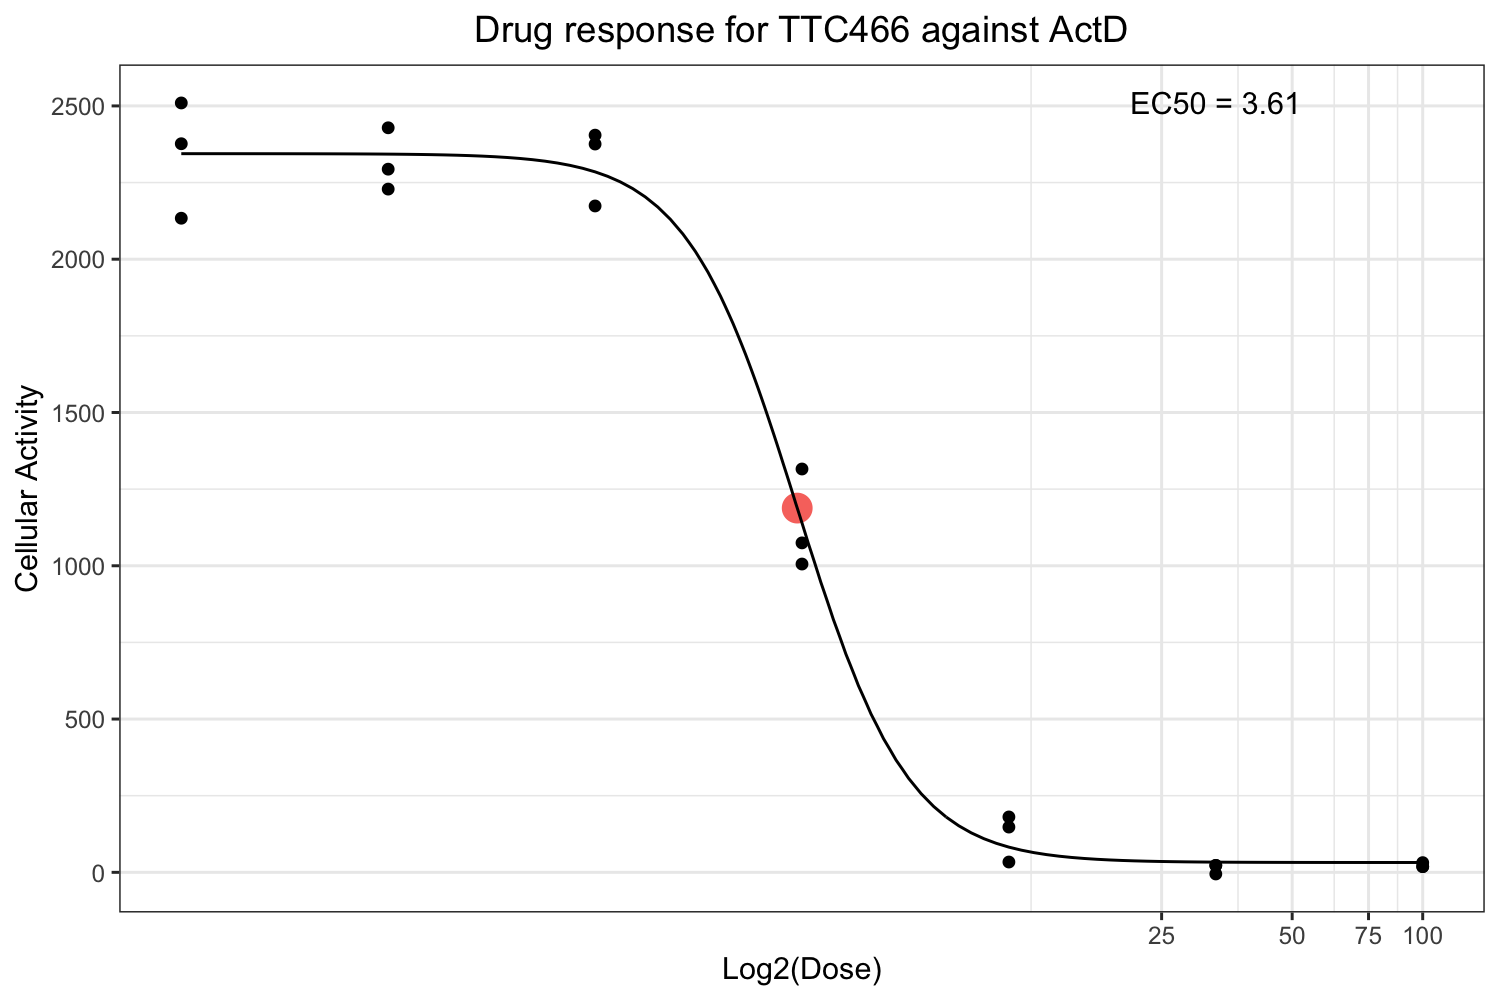 Drug response for TTC466 against ActD
EC50 = 3.61
2500
2000
1500
1000
500
0
Cellular Activity
25 50 75 100
Log2(Dose)